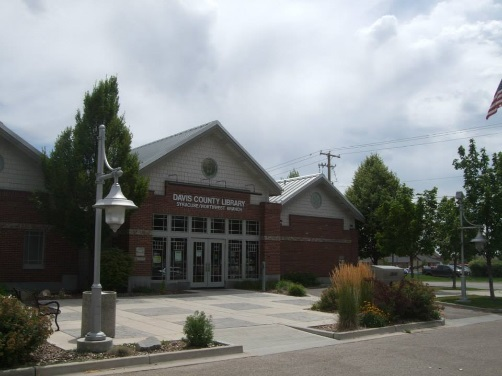 DAVIS COUNTY LIBRARY
SYRACUSE/NORTHWEST BRANCH